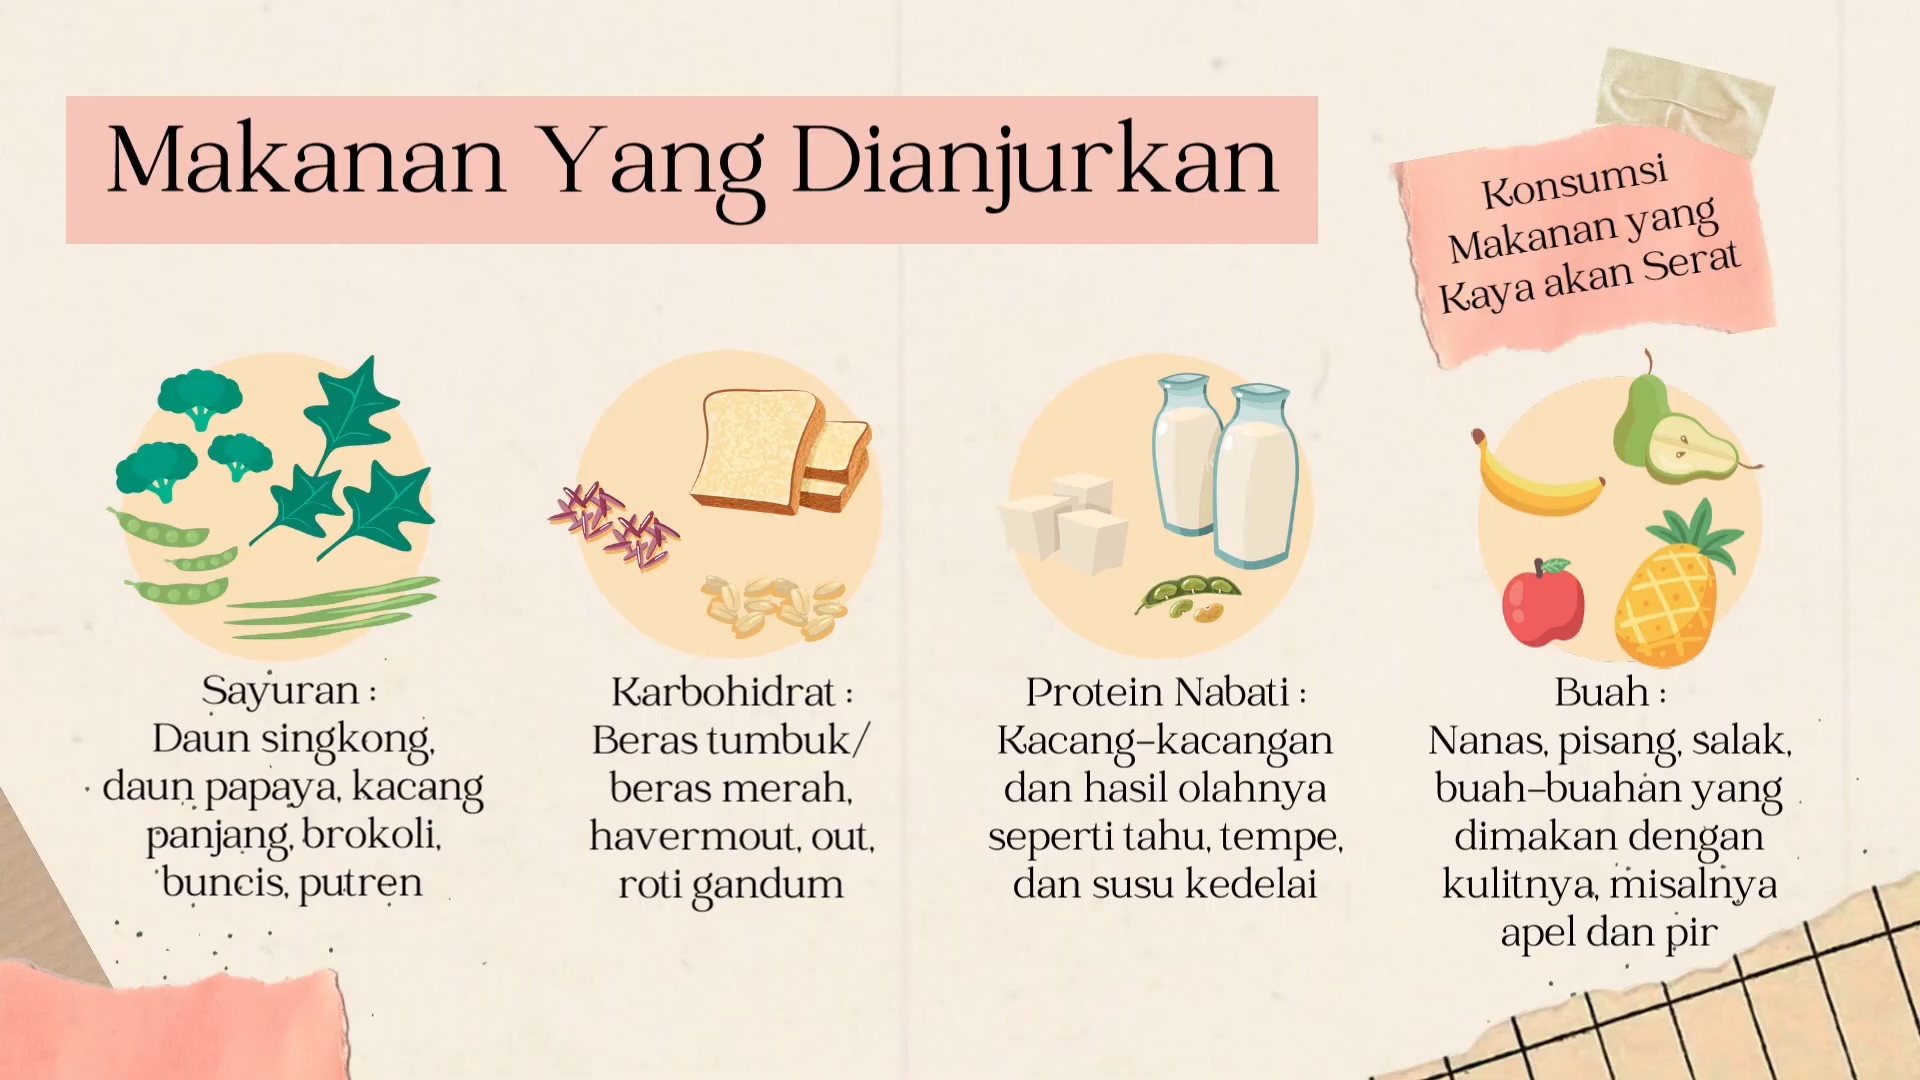 Makanan Yang Dianjurkan
Konsumsi
Makanan yang
Kaya akan Serat
Sayuran :
Daun singkong,
daun papaya, kacang
panjang, brokoli,
buncis, putren
Karbohidrat :
Beras tumbuk/
beras merah,
havermout, out,
roti gandum
Protein Nabati :
Kacang-kacangan
dan hasil olahnya
seperti tahu, tempe,
dan susu kedelai
Buah :
Nanas, pisang, salak,
buah-buahan yang
dimakan dengan
kulitnya, misalnya
apel dan pir